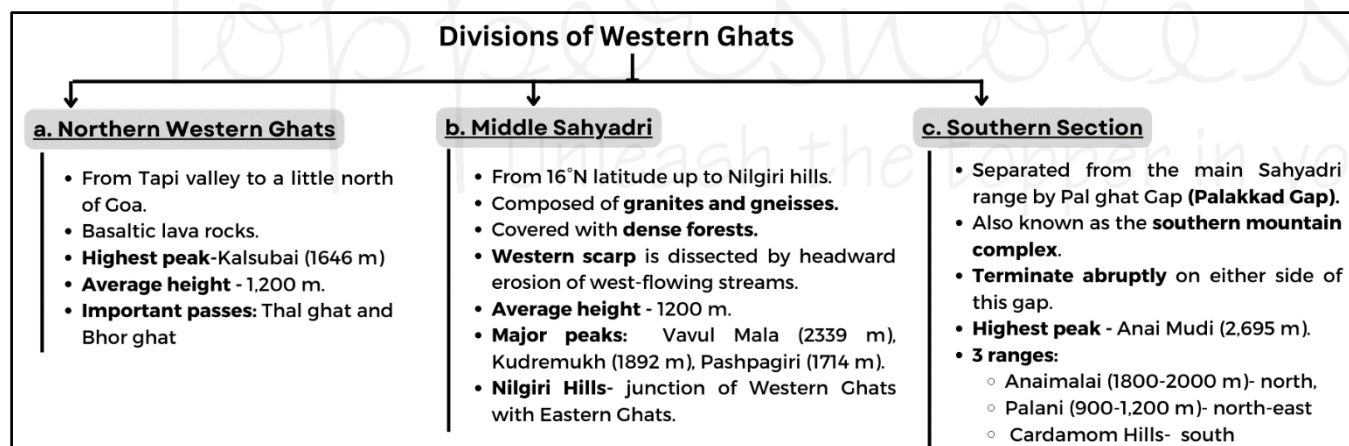 Toppersnotes
Unleash the topper in yo
Divisions of Western Ghats
a. Northern Western Ghats
• From Tapi valley to a little north
of Goa.
• Basaltic lava rocks.
• Highest peak-Kalsubai (1646 m)
• Average height - 1,200 m.
• Important passes: Thal ghat and
Bhor ghat
b. Middle Sahyadri
• From 16°N latitude up to Nilgiri hills.
• Composed of granites and gneisses.
• Covered with dense forests.
• Western scarp is dissected by headward
erosion of west-flowing streams.
• Average height - 1200 m.
• Major peaks: Vavul Mala (2339 m),
Kudremukh (1892 m), Pashpagiri (1714 m).
• Nilgiri Hills- junction of Western Ghats
with Eastern Ghats.
c. Southern Section
• Separated from the main Sahyadri
range by Pal ghat Gap (Palakkad Gap).
• Also known as the southern mountain
complex.
• Terminate abruptly on either side of
this gap.
• Highest peak - Anai Mudi (2,695 m).
• 3 ranges:
○ Anaimalai (1800-2000 m)- north,
○ Palani (900-1,200 m)- north-east
○ Cardamom Hills- south